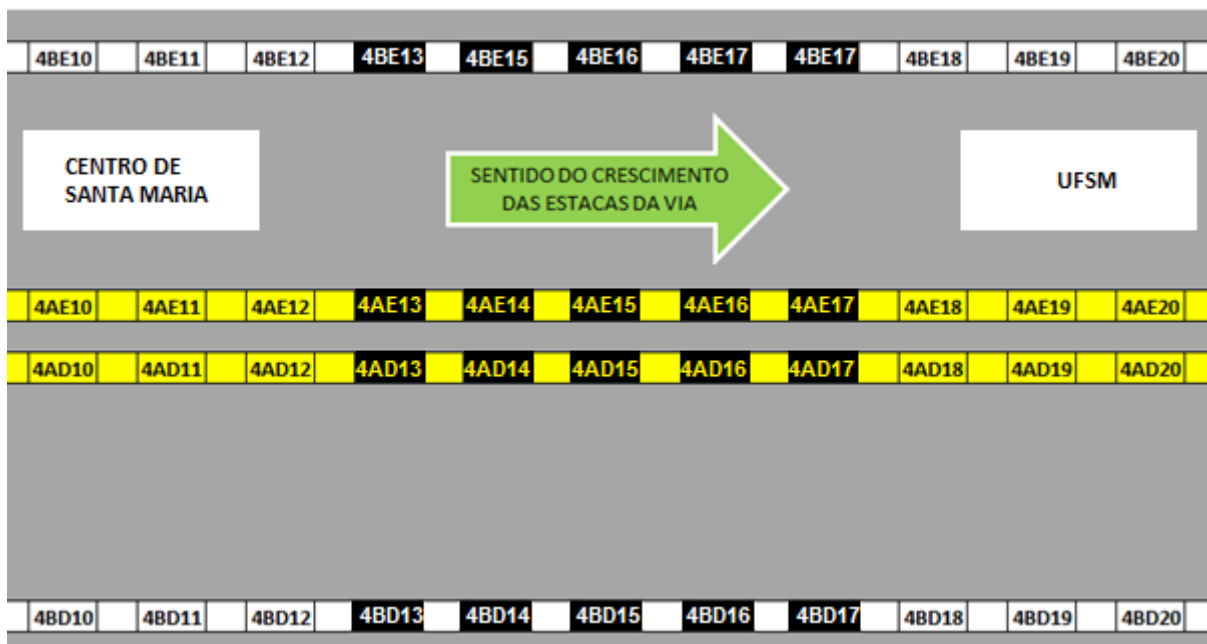 4BE10 4BE11 4BE12 4BE13 4BE15 4BE16 4BE17 4BE17 4BE18 4BE19 4BE20
CENTRO DE
SANTA MARIA
SENTIDO DO CRESCIMENTO
DAS ESTACAS DA VIA
UFSM
4AE10 4AE11 4AE12 4AE13 4AE14 4AE15 4AE16 4AE17 4AE18 4AE19 4AE20
4AD10 4AD11 4AD12 4AD13 4AD14 4AD15 4AD16 4AD17 4AD18 4AD19 4AD20
4BD10 4BD11 4BD12 4BD13 4BD14 4BD15 4BD16 4BD17 4BD18 4BD19 4BD20